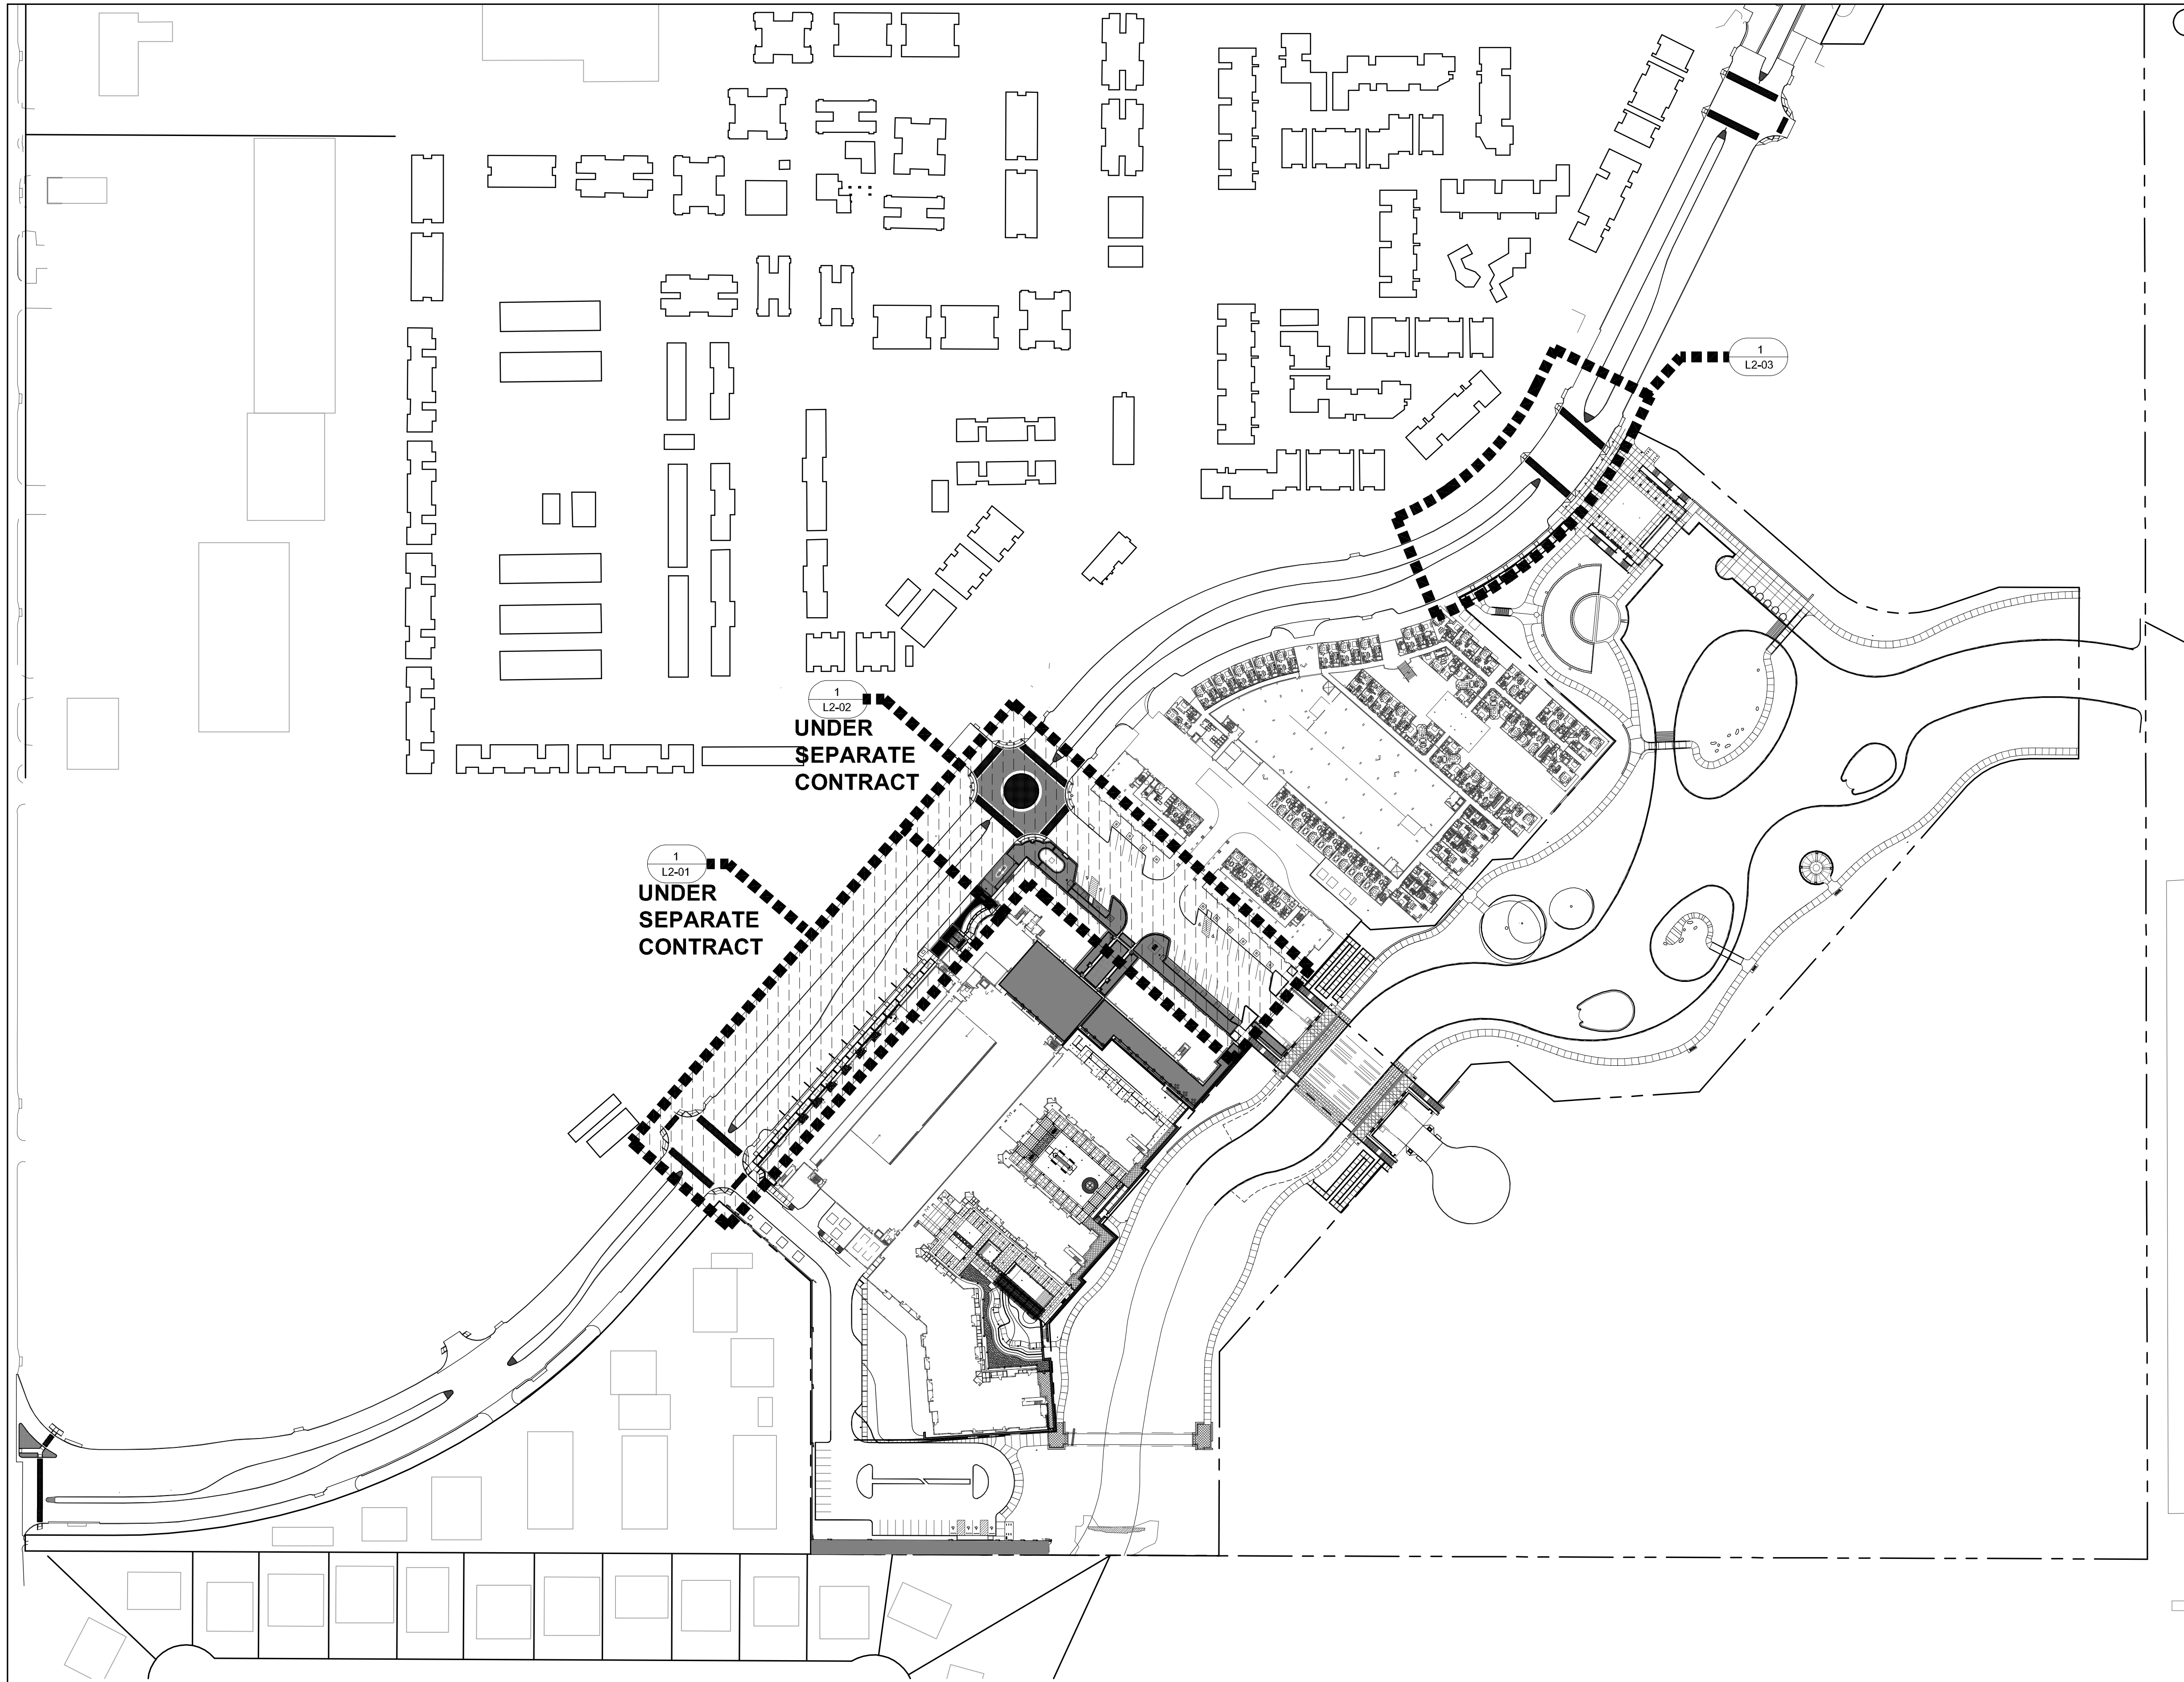 1
L2-03
1
L2-02
UNDER
SEPARATE
CONTRACT
1
L2-01
UNDER
SEPARATE
CONTRACT